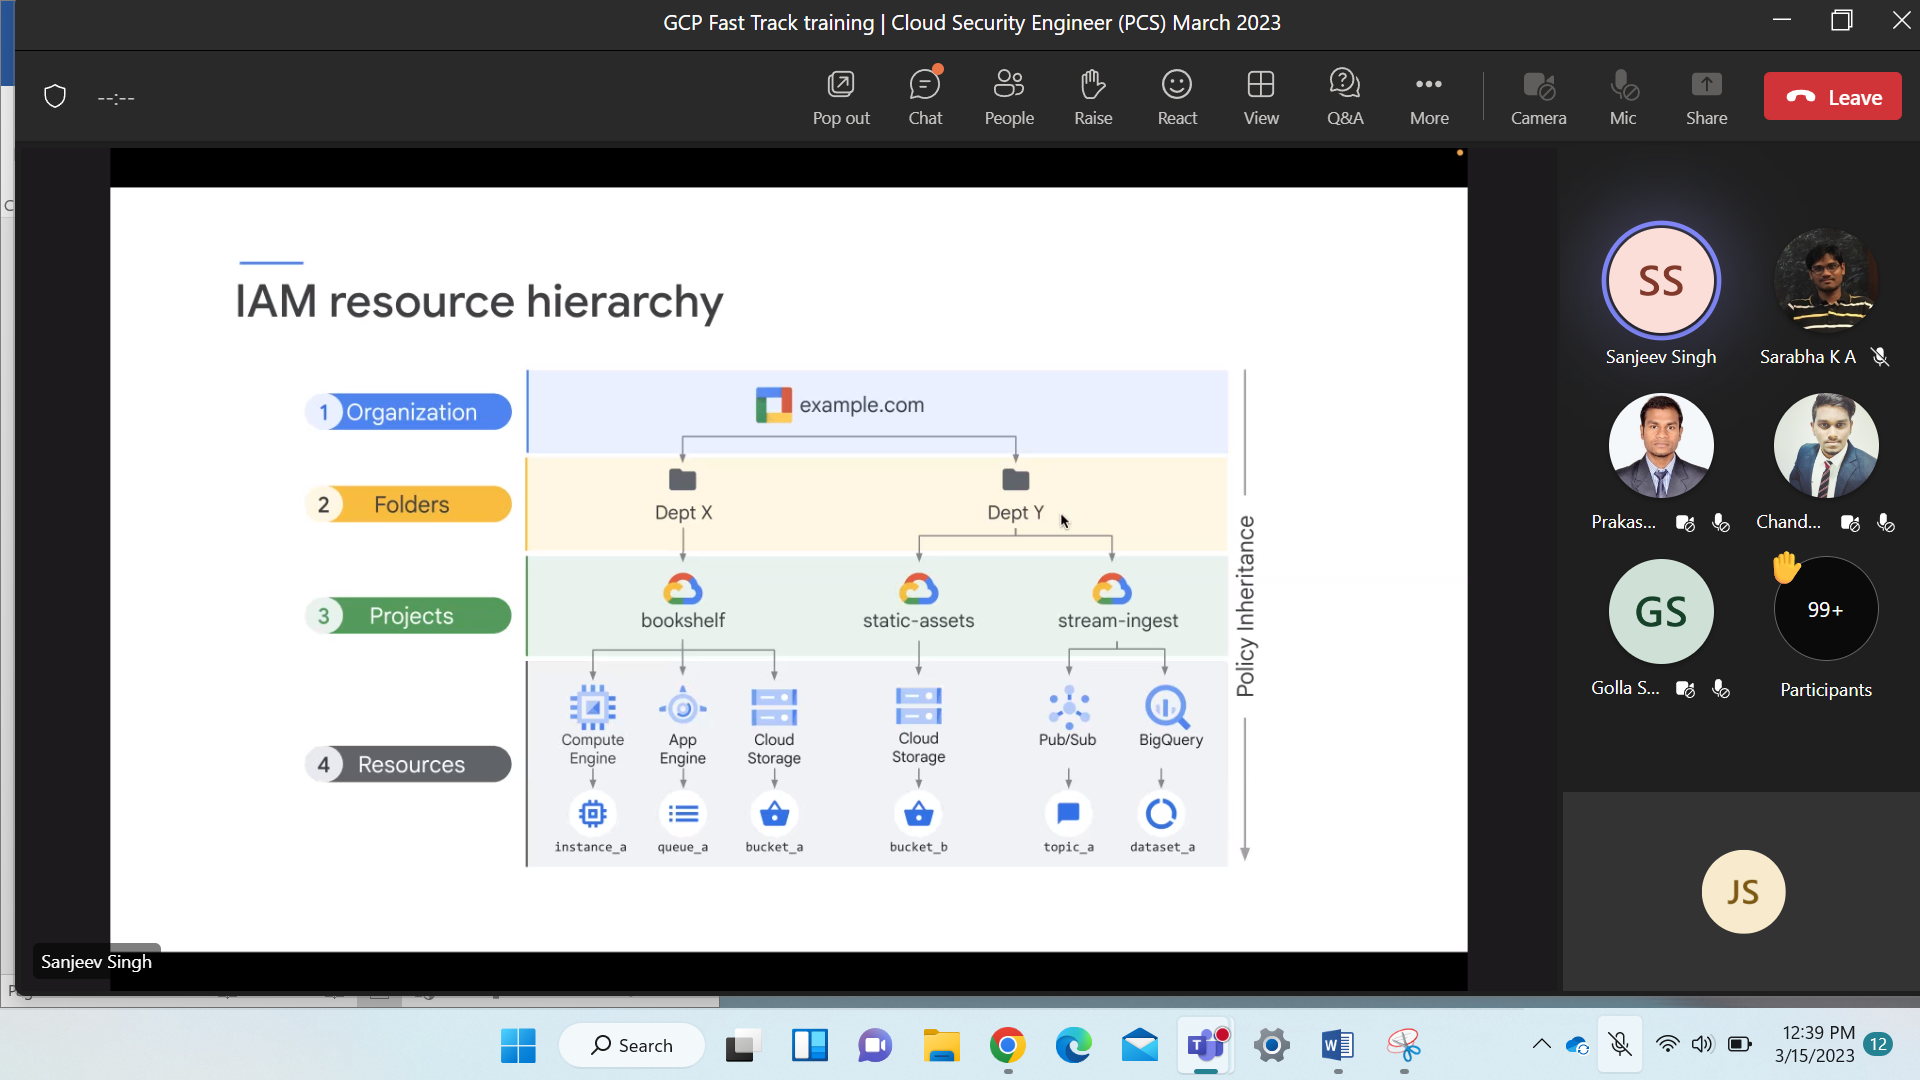 GCP Fast Track training | Cloud Security Engineer (PCS) March 2023
--:--
Pop out
Chat
People
Raise
React
View
Q&A
More
Camera
Mic
Share
Leave
IAM resource hierarchy
1 Organization
example.com
2 Folders
Dept X
Dept Y
3 Projects
bookshelf
static-assets
stream-ingest
4 Resources
Compute
Engine
App
Engine
Cloud
Storage
Cloud
Storage
Pub/Sub
BigQuery
instance_a
queue_a
bucket_a
bucket_b
topic_a
dataset_a
Policy Inheritance
SS
Sanjeev Singh
Sarabha K A
Prakas...
Chand...
GS
Golla S...
99+
Participants
JS
Sanjeev Singh
Search
12:39 PM
3/15/2023
12